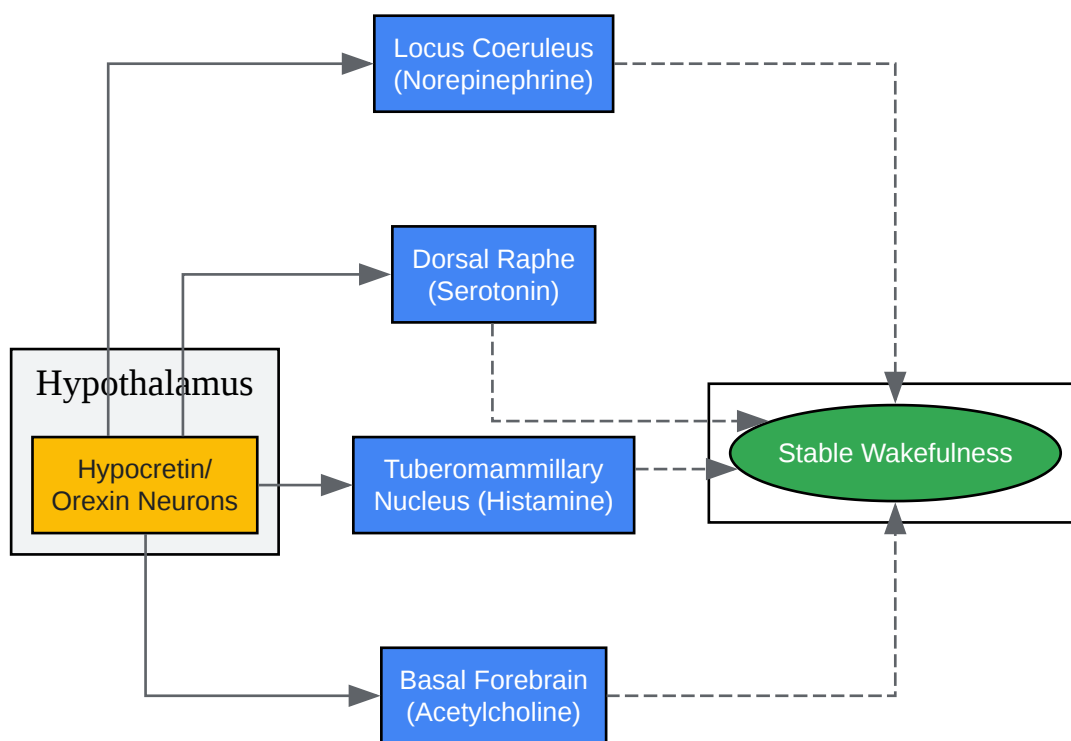 Locus Coeruleus
(Norepinephrine)
Dorsal Raphe
(Serotonin)
Hypothalamus
Hypocretin/
Orexin Neurons
Tuberomammillary
Nucleus (Histamine)
Stable Wakefulness
Basal Forebrain
(Acetylcholine)